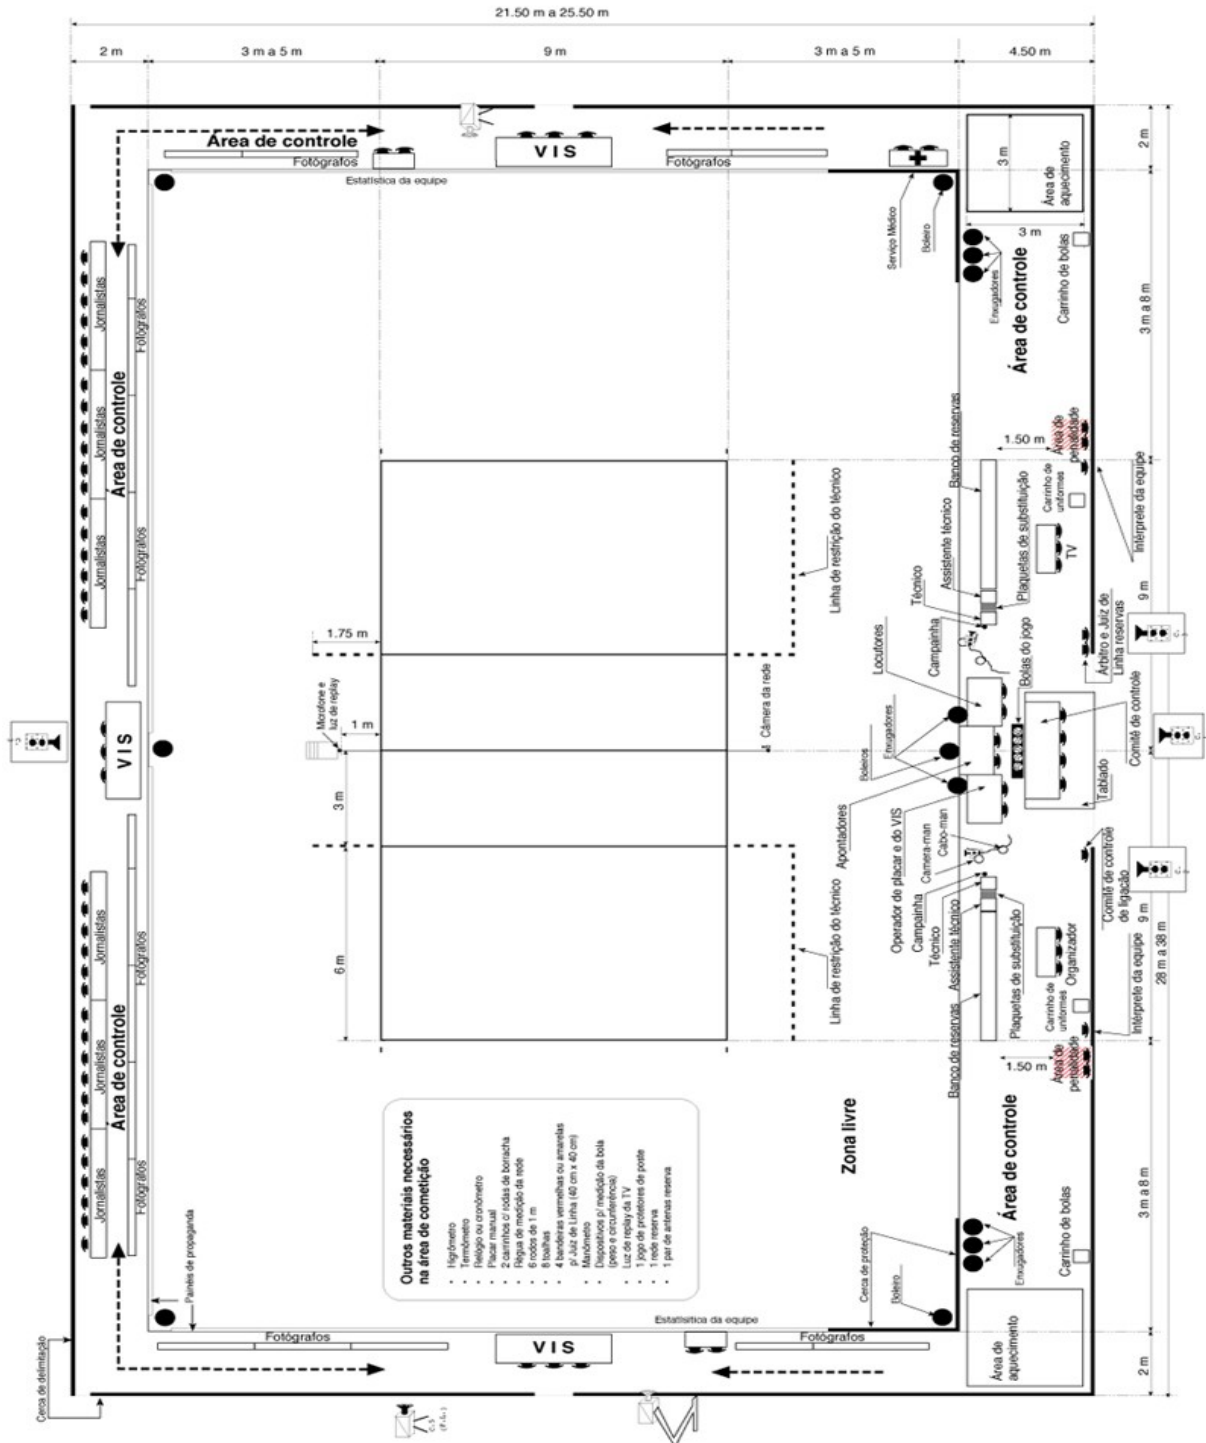 21.50 m a 25.50 m
2 m
3 m a 5 m
9 m
3 m a 5 m
4.50 m
Área de controle
Fotógrafos
VIS
Fotógrafos
Estatística da equipe
Serviço Médico
Boleiro
3 m
Área de aquecimento
2 m
3 m
Enxugadores
Área de controle
Carrinho de bolas
3 m a 8 m
Jornalistas
Jornalistas
Jornalistas
Área de controle
Fotógrafos
Fotógrafos
Banco de reservas
1.50 m
Área de penalidade
Linha de restrição do técnico
Assistente técnico
Plaquetas de substituição
Carrinho de uniformes
TV
Intérprete da equipe
9 m
1.75 m
Técnico
Campainha
Locutores
Bolas do jogo
Árbitro e Juiz de Linha reservas
Microfone e luz de replay
1 m
Câmera da rede
VIS
Boleiros
Enxugadores
Comitê de controle
Tablado
3 m
Apontadores
Operador de placar e do VIS
Camera-man
Cabo-man
Campainha
Técnico
Comitê de controle de ligação
6 m
Linha de restrição do técnico
Assistente técnico
Plaquetas de substituição
Organizador
9 m
28 m a 38 m
Jornalistas
Jornalistas
Jornalistas
Área de controle
Fotógrafos
Fotógrafos
Banco de reservas
Carrinho de uniformes
Intérprete da equipe
1.50 m
Área de penalidade
Outros materiais necessários
na área de cometição
• Higrômetro
• Termômetro
• Relógio ou cronômetro
• Placar manual
• 2 carrinhos c/ rodas de borracha
• Régua de medição da rede
• 6 rodos de 1 m
• 8 toalhas
• 4 bandeiras vermelhas ou amarelas
p/ Juiz de Linha (40 cm x 40 cm)
• Manômetro
• Dispositivos p/ medição da bola
(peso e circunferência)
• Luz de replay da TV
• 1 jogo de protetores de poste
• 1 rede reserva
• 1 par de antenas reserva
Zona livre
Área de controle
3 m a 8 m
Enxugadores
Carrinho de bolas
Painéis de propaganda
Cerca de proteção
Boleiro
Estatísitica da equipe
Fotógrafos
VIS
Fotógrafos
Área de aquecimento
2 m
Cerca de delimitação